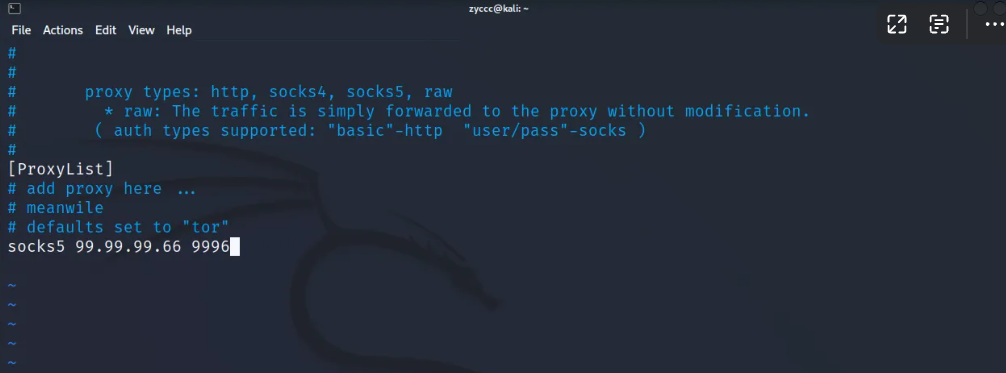 zyccc@kali: ~
File Actions Edit View Help
#
#
# proxy types: http, socks4, socks5, raw
# * raw: The traffic is simply forwarded to the proxy without modification.
# ( auth types supported: "basic"-http "user/pass"-socks )
#
[ProxyList]
# add proxy here ...
# meanwile
# defaults set to "tor"
socks5 99.99.99.66 9996
~
~
~
~
~